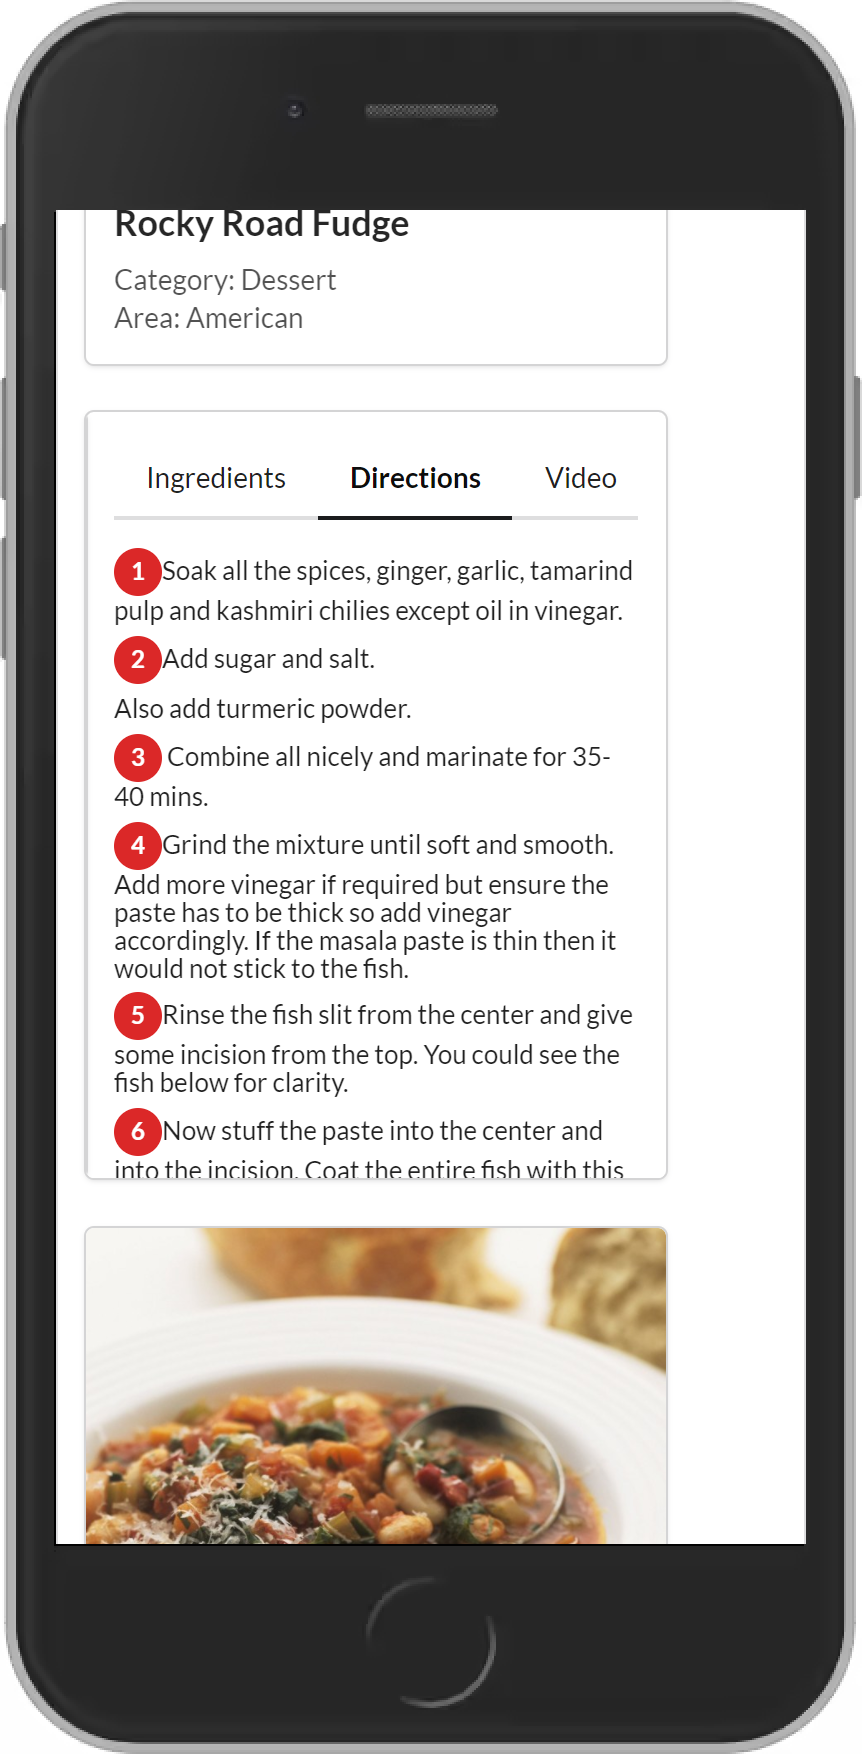 Rocky Road Fudge
Category: Dessert
Area: American
Ingredients Directions Video
1 Soak all the spices, ginger, garlic, tamarind
pulp and kashmiri chilies except oil in vinegar.
2 Add sugar and salt.
Also add turmeric powder.
3 Combine all nicely and marinate for 35-
40 mins.
4 Grind the mixture until soft and smooth.
Add more vinegar if required but ensure the
paste has to be thick so add vinegar
accordingly. If the masala paste is thin then it
would not stick to the fish.
5 Rinse the fish slit from the center and give
some incision from the top. You could see the
fish below for clarity.
6 Now stuff the paste into the center and
into the incision. Coat the entire fish with this